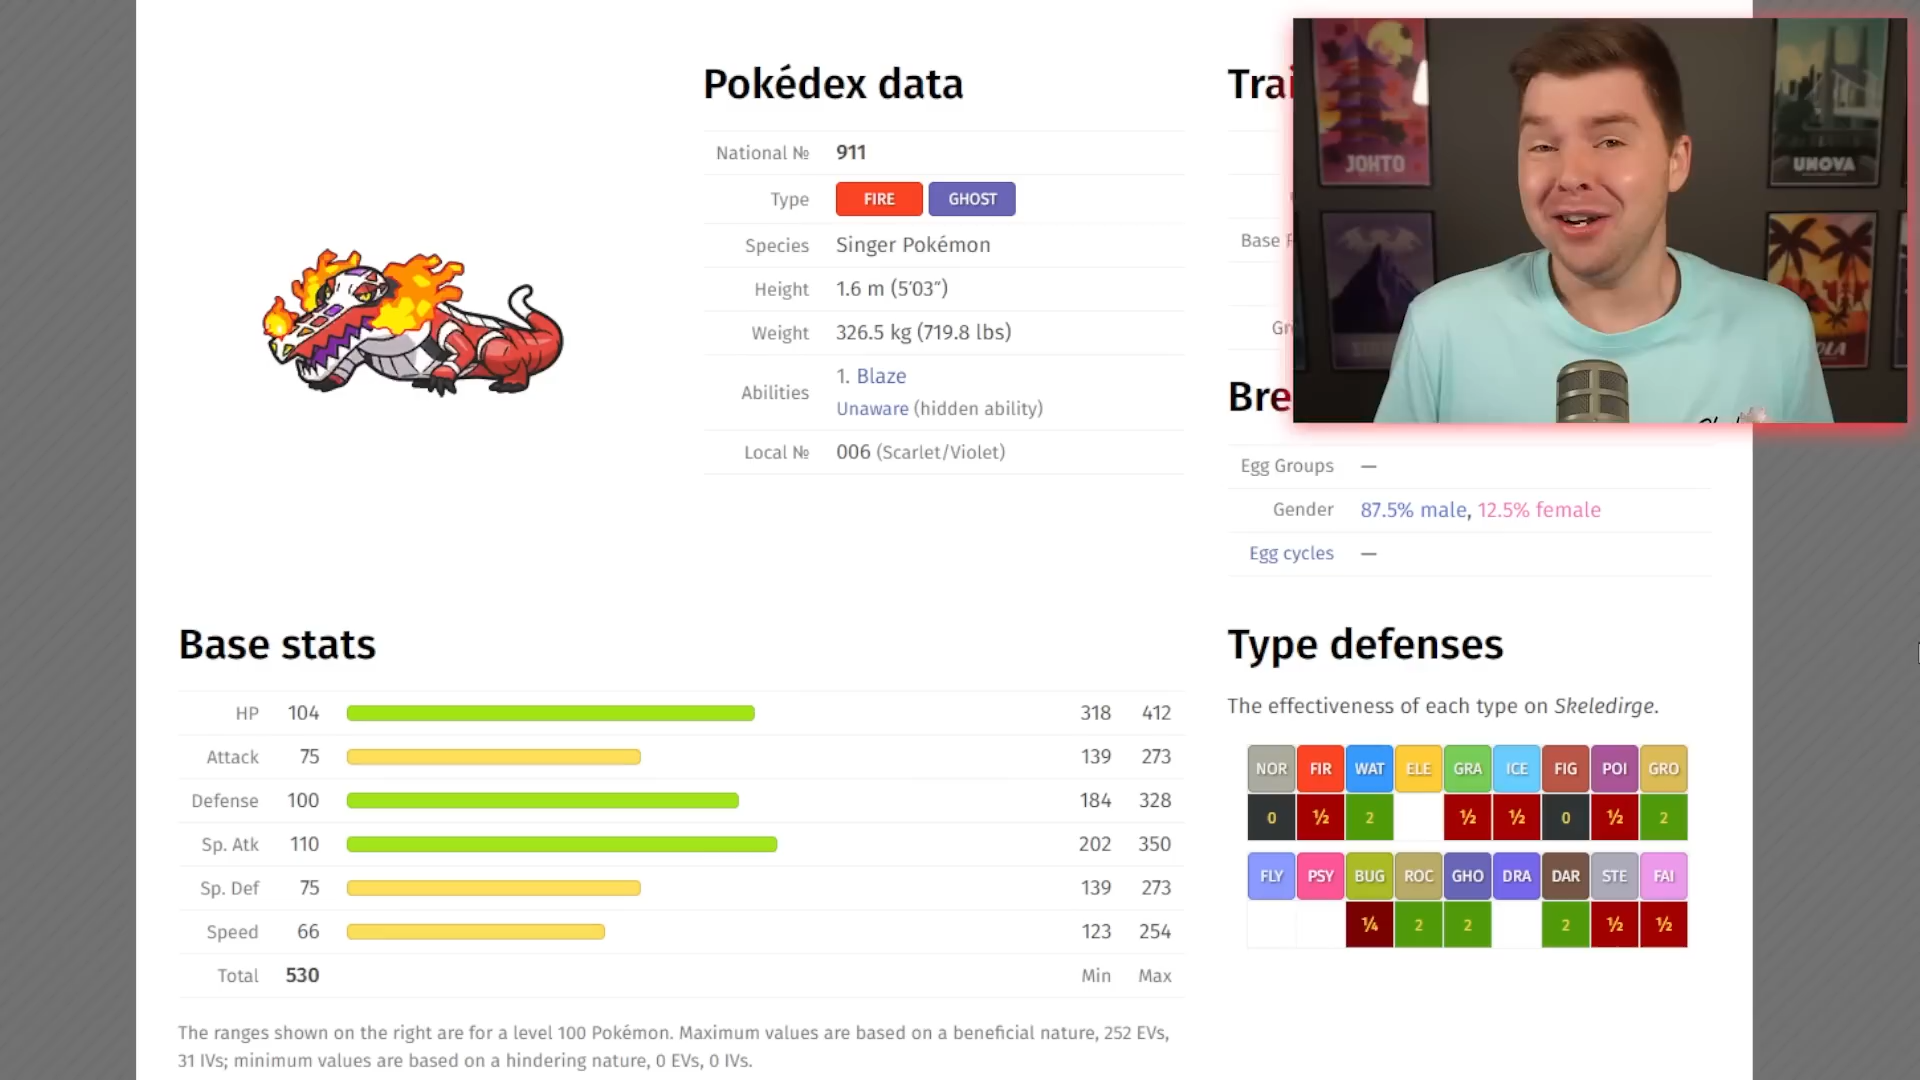 Pokédex data
National № 911
Type FIRE GHOST
Species Singer Pokémon
Height 1.6 m (5′03″)
Weight 326.5 kg (719.8 lbs)
Abilities 1. Blaze
Unaware (hidden ability)
Local № 006 (Scarlet/Violet)
Trai
Base
Gr
Bre
Egg Groups —
Gender 87.5% male, 12.5% female
Egg cycles —
JOHTO
UNOVA
Base stats
HP 104 318 412
Attack 75 139 273
Defense 100 184 328
Sp. Atk 110 202 350
Sp. Def 75 139 273
Speed 66 123 254
Total 530 Min Max
The ranges shown on the right are for a level 100 Pokémon. Maximum values are based on a beneficial nature, 252 EVs,
31 IVs; minimum values are based on a hindering nature, 0 EVs, 0 IVs.
Type defenses
The effectiveness of each type on Skeledirge.
NOR FIR WAT ELE GRA ICE FIG POI GRO
0 ½ 2 ½ ½ 0 ½ 2
FLY PSY BUG ROC GHO DRA DAR STE FAI
¼ 2 2 2 ½ ½